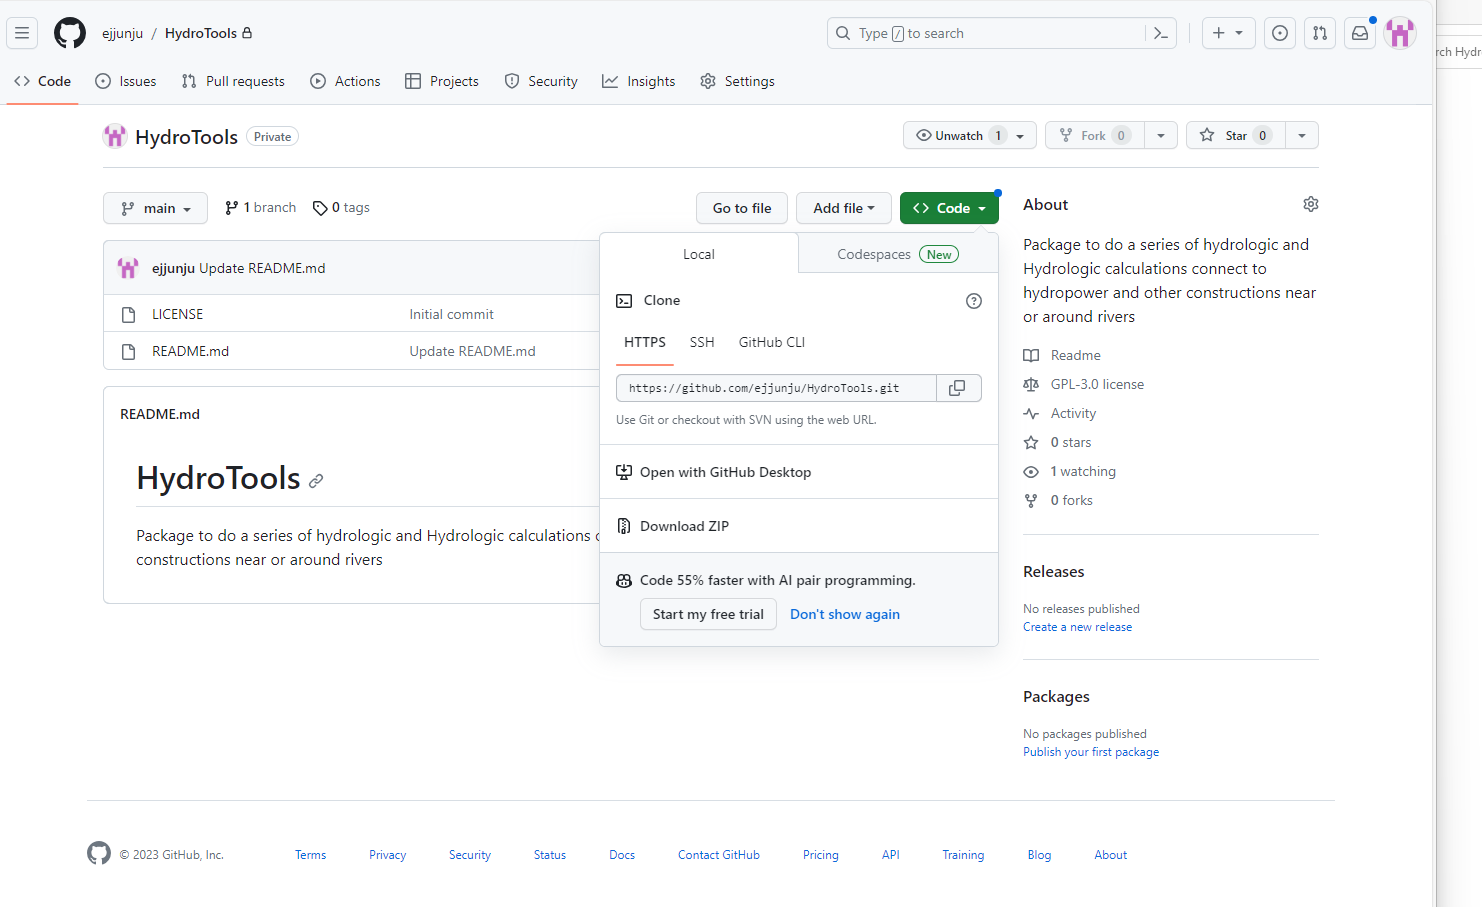 ejjunju / HydroTools
Type / to search
rch Hydr
Code Issues Pull requests Actions Projects Security Insights Settings
HydroTools Private
Unwatch 1 Fork 0 Star 0
main 1 branch 0 tags
Go to file Add file Code
About
Local Codespaces New
Package to do a series of hydrologic and
Hydrologic calculations connect to
hydropower and other constructions near
or around rivers
ejjunju Update README.md
LICENSE Initial commit
README.md Update README.md
Clone
HTTPS SSH GitHub CLI
https://github.com/ejjunju/HydroTools.git
Use Git or checkout with SVN using the web URL.
Open with GitHub Desktop
Download ZIP
Code 55% faster with AI pair programming.
Start my free trial Don't show again
Readme
GPL-3.0 license
Activity
0 stars
1 watching
0 forks
README.md
HydroTools
Package to do a series of hydrologic and Hydrologic calculations c
constructions near or around rivers
Releases
No releases published
Create a new release
Packages
No packages published
Publish your first package
© 2023 GitHub, Inc. Terms Privacy Security Status Docs Contact GitHub Pricing API Training Blog About